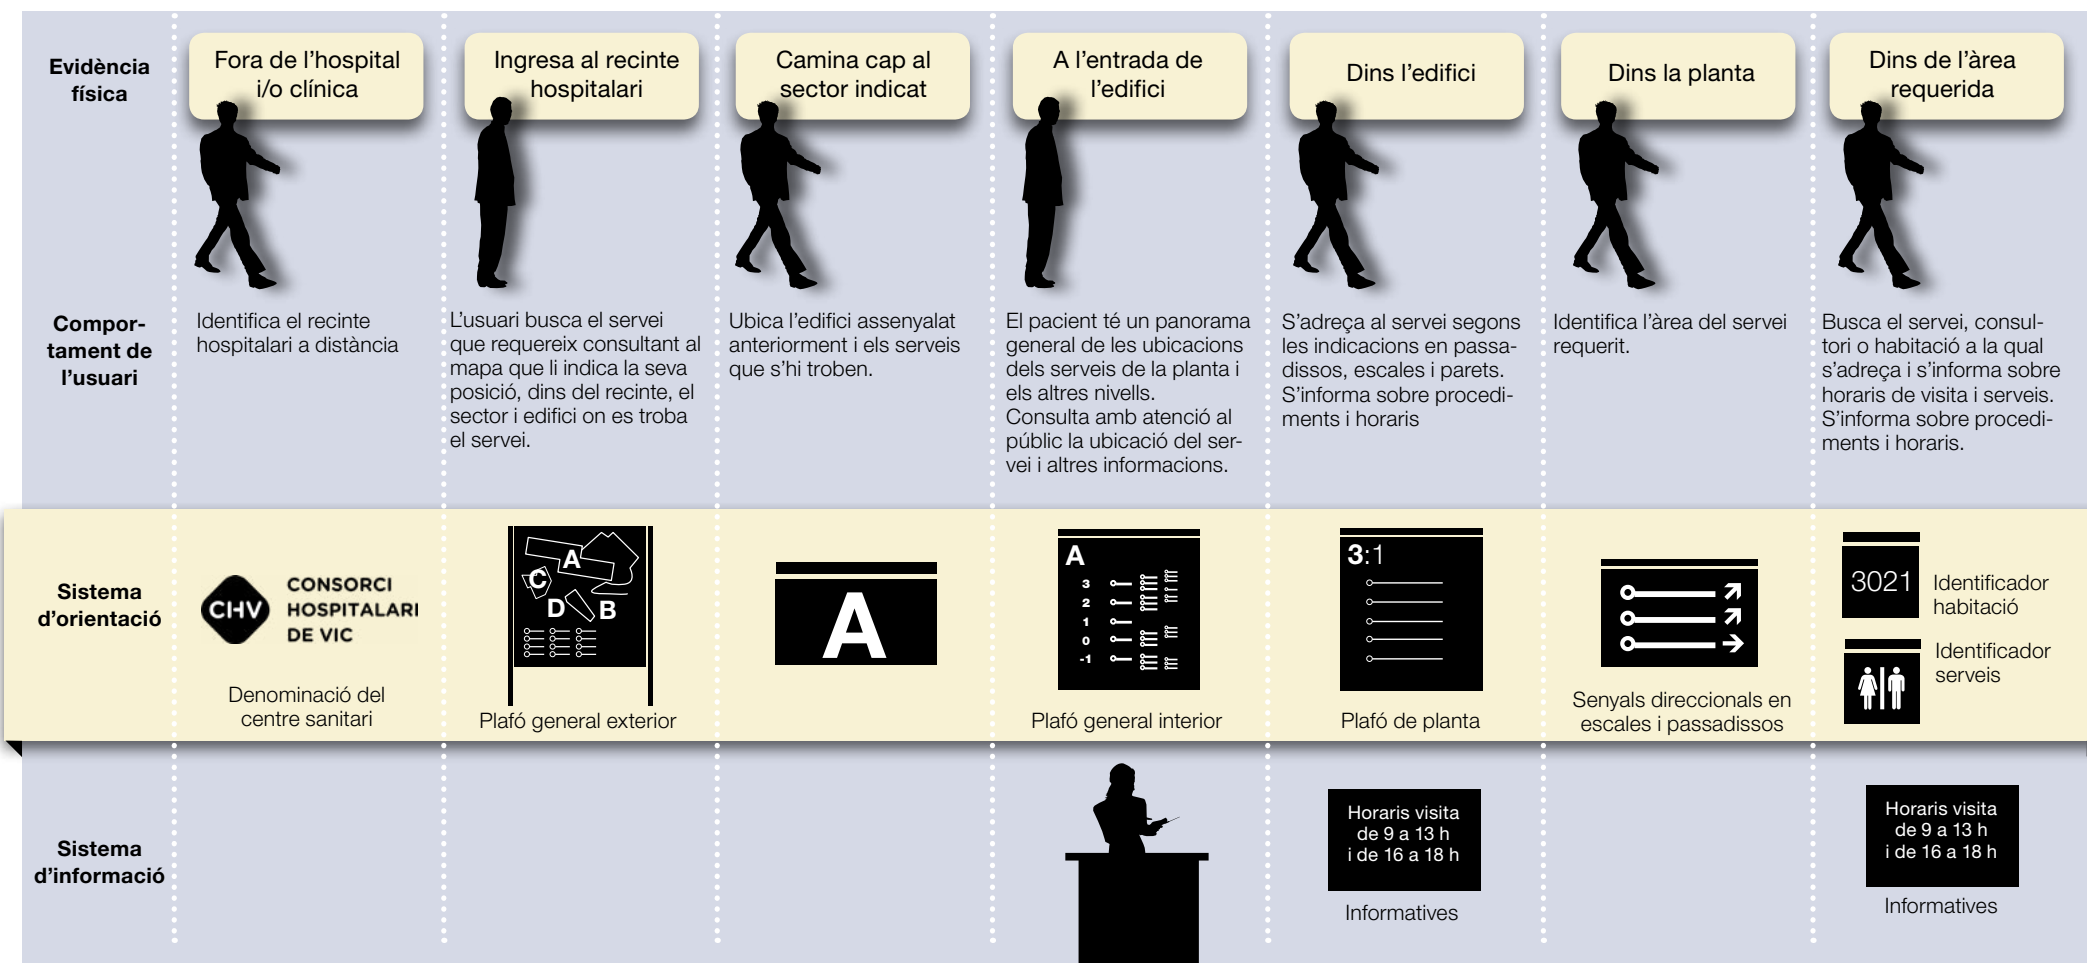 Evidència
física
Fora de l’hospital
i/o clínica
Ingresa al recinte
hospitalari
Camina cap al
sector indicat
A l’entrada de
l’edifici
Dins l’edifici
Dins la planta
Dins de l’àrea
requerida
Compor-
tament de
l’usuari
Identifica el recinte
hospitalari a distància
L’usuari busca el servei
que requereix consultant al
mapa que li indica la seva
posició, dins del recinte, el
sector i edifici on es troba
el servei.
Ubica l’edifici assenyalat
anteriorment i els serveis
que s’hi troben.
El pacient té un panorama
general de les ubicacions
dels serveis de la planta i
els altres nivells.
Consulta amb atenció al
públic la ubicació del ser-
vei i altres informacions.
S’adreça al servei segons
les indicacions en passa-
dissos, escales i parets.
S’informa sobre procedi-
ments i horaris
Identifica l’àrea del servei
requerit.
Busca el servei, consul-
tori o habitació a la qual
s’adreça i s’informa sobre
horaris de visita i serveis.
S’informa sobre procedi-
ments i horaris.
Sistema
d’orientació
CHV
CONSORCI
HOSPITALARI
DE VIC
Denominació del
centre sanitari
A
C
D
B
Plafó general exterior
A
A
3
2
1
0
-1
Plafó general interior
3:1
Plafó de planta
Senyals direccionals en
escales i passadissos
3021
Identificador
habitació
Identificador
serveis
Sistema
d’informació
Horaris visita
de 9 a 13 h
i de 16 a 18 h
Informatives
Horaris visita
de 9 a 13 h
i de 16 a 18 h
Informatives